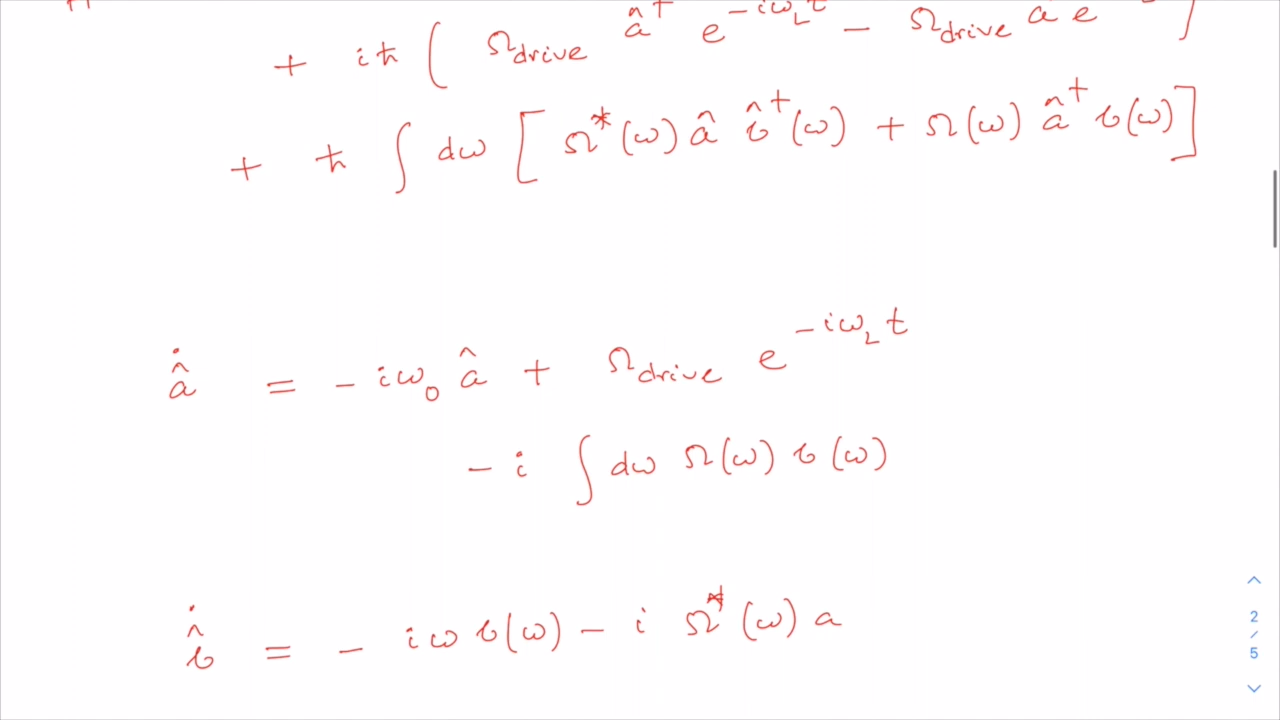 + iħ ( Ω_drive â† e^{-iω_L t} - Ω_drive â e ]
+ ħ ∫ dω [ Ω*(ω) â b̂†(ω) + Ω(ω) â† b(ω) ]
â̇ = -iω₀ â + Ω_drive e^{-iω_L t}
- i ∫ dω Ω(ω) b(ω)
b̂̇ = - iω b(ω) - i Ω*(ω) a
2
/
5